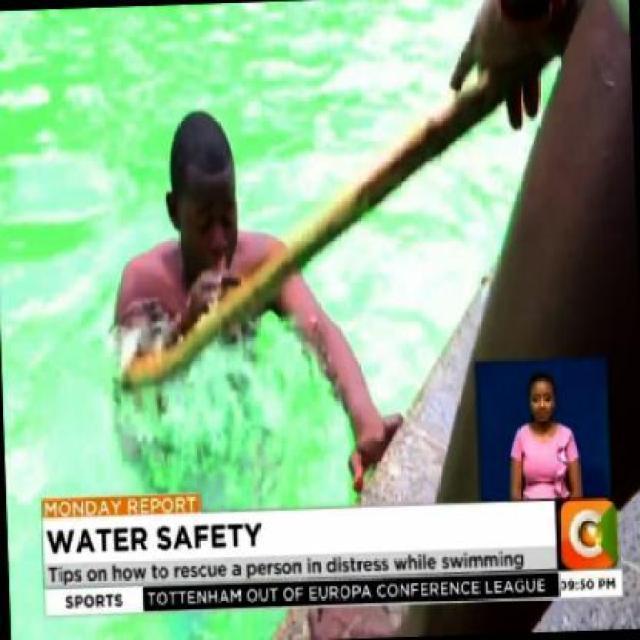 MONDAY REPORT
WATER SAFETY
Tips on how to rescue a person in distress while swimming
SPORTS TOTTENHAM OUT OF EUROPA CONFERENCE LEAGUE 09:50 PM